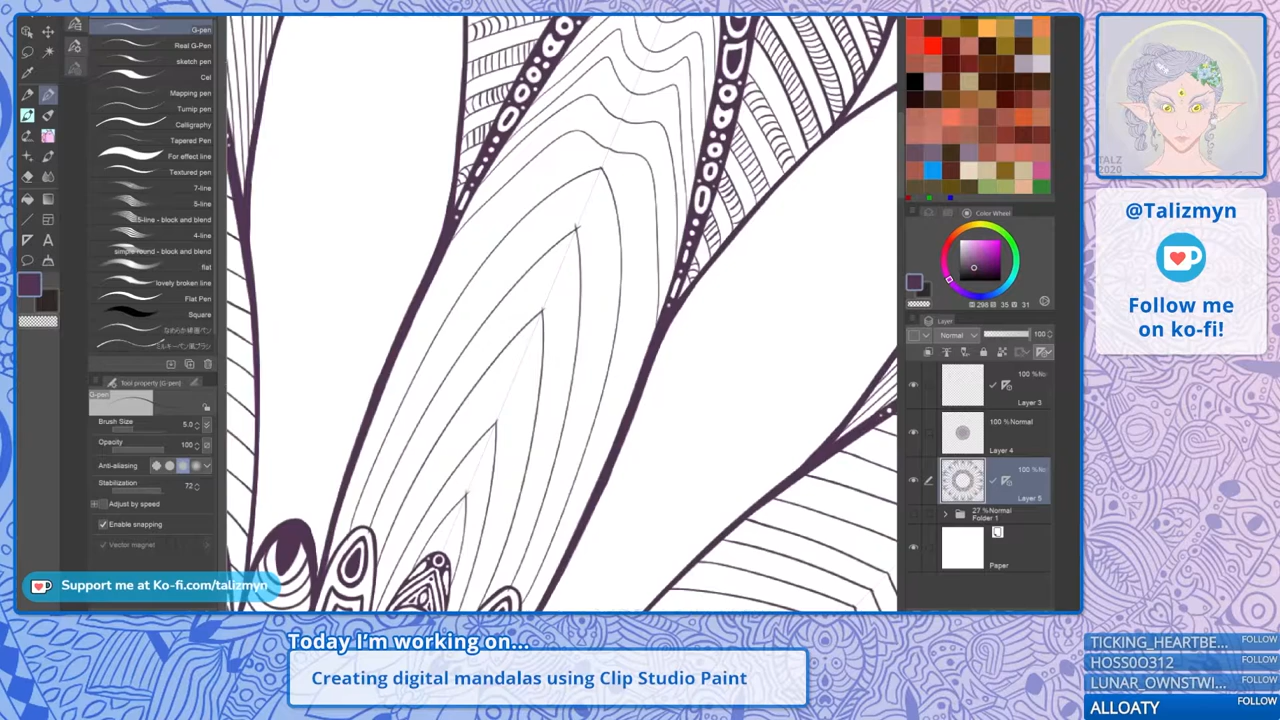 G-pen
Real G-Pen
sketch pen
Cel
Mapping pen
Turnip pen
Calligraphy
Tapered Pen
For effect line
Textured pen
7-line
5-line
5-line - block and blend
4-line
simple round - block and blend
flat
lovely broken line
Flat Pen
Square
Tool property [G-pen]
G-pen
Brush Size 5.0
Opacity 100
Anti-aliasing
Stabilization 72
Adjust by speed
Enable snapping
Vector magnet
Color Wheel
298 35 31
Layer
Normal 100
Layer 3
100 %Normal
Layer 4
Layer 5
27 %Normal
Folder 1
Paper
TALZ
2020
@Talizmyn
Follow me
on ko-fi!
Support me at Ko-fi.com/talizmyn
Today I'm working on...
Creating digital mandalas using Clip Studio Paint
TICKING_HEARTBE... FOLLOW
HOSS0O312 FOLLOW
LUNAR_OWNSTWI... FOLLOW
ALLOATY FOLLOW